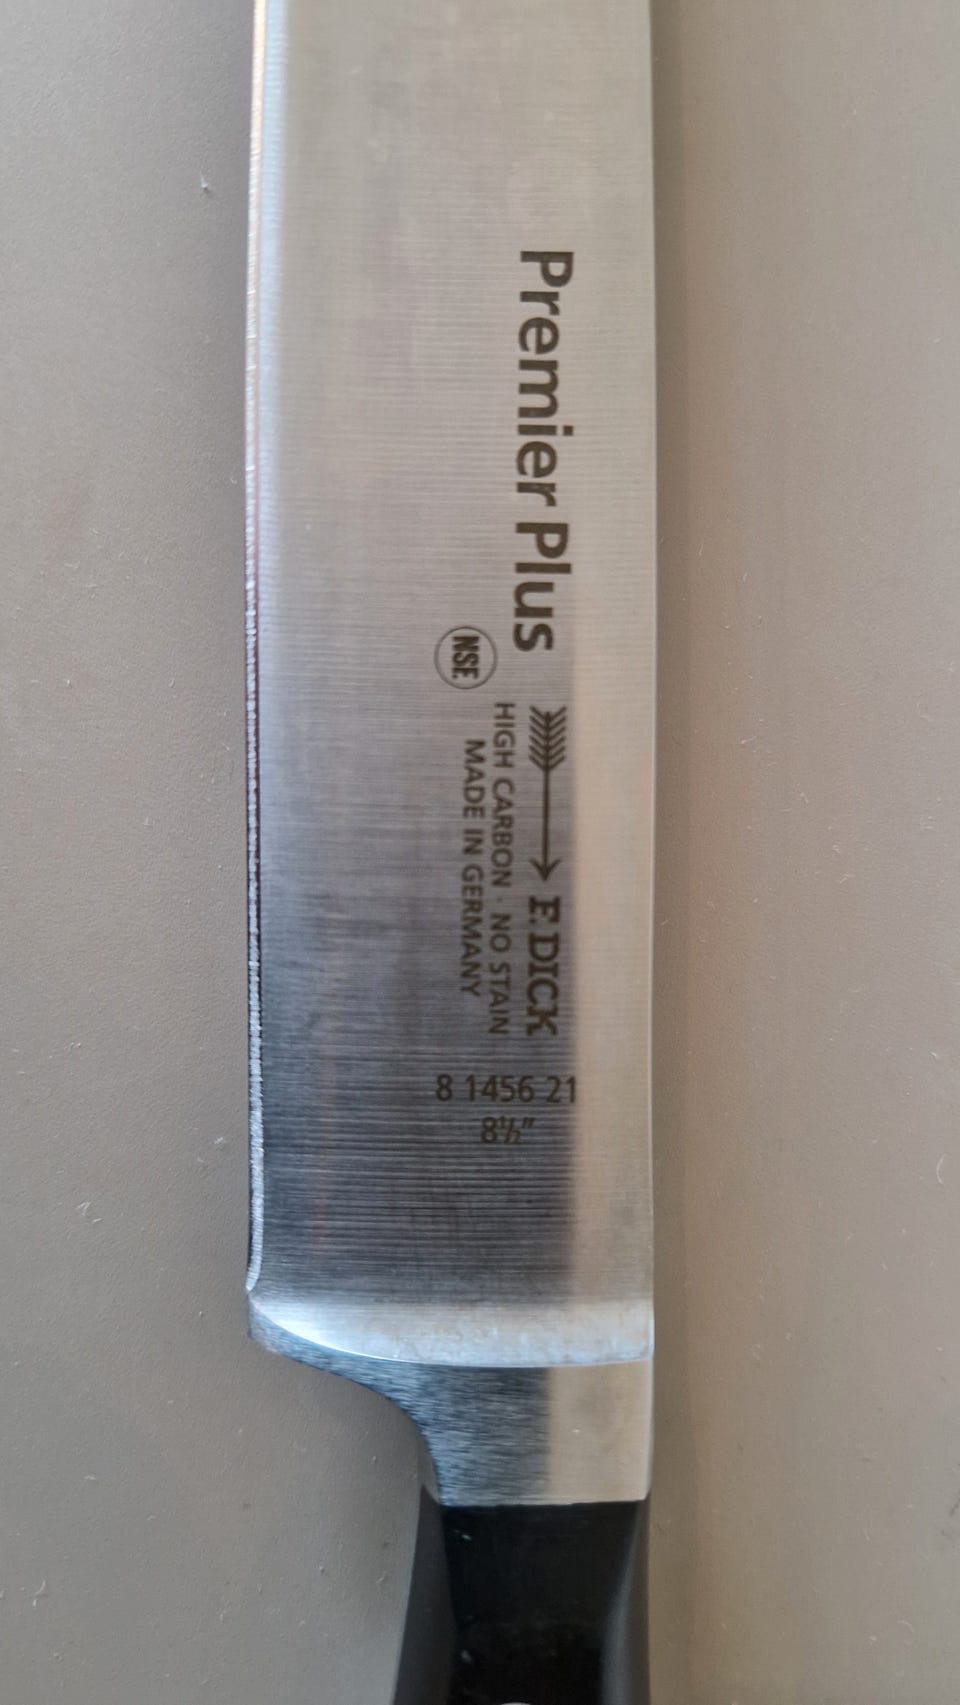 Premier Plus
F. DICK
HIGH CARBON · NO STAIN
MADE IN GERMANY
NSF.
8 1456 21
8½"